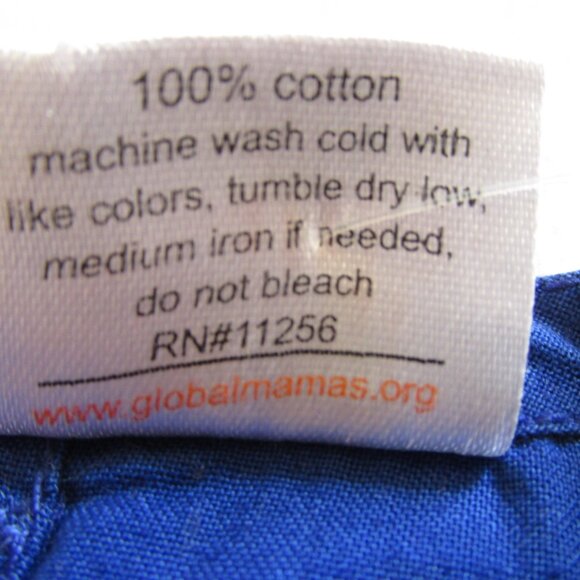 100% cotton
machine wash cold with
like colors, tumble dry low,
medium iron if needed,
do not bleach
RN#11256
www.globalmamas.org